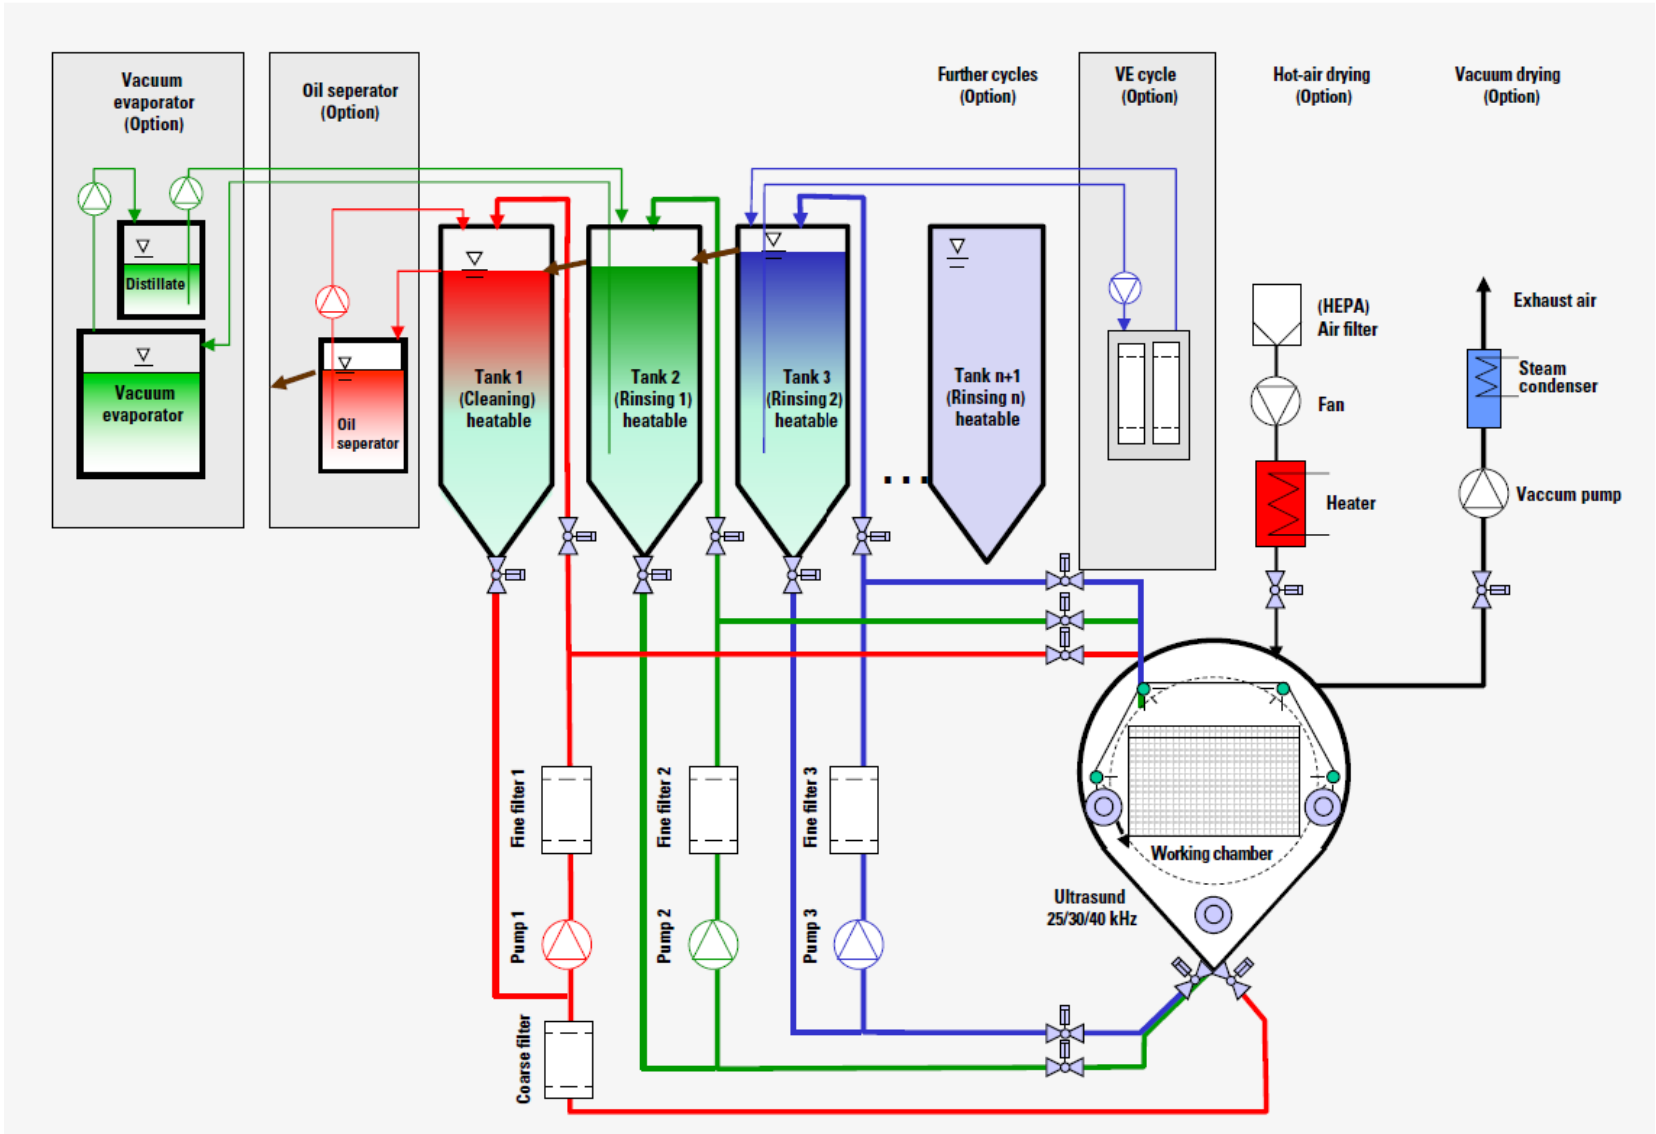 Vacuum
evaporator
(Option)
Oil seperator
(Option)
Further cycles
(Option)
VE cycle
(Option)
Hot-air drying
(Option)
Vacuum drying
(Option)
Distillate
Vacuum
evaporator
Oil
seperator
Tank 1
(Cleaning)
heatable
Tank 2
(Rinsing 1)
heatable
Tank 3
(Rinsing 2)
heatable
...
Tank n+1
(Rinsing n)
heatable
(HEPA)
Air filter
Fan
Heater
Exhaust air
Steam
condenser
Vaccum pump
Fine filter 1
Fine filter 2
Fine filter 3
Pump 1
Pump 2
Pump 3
Coarse filter
Working chamber
Ultrasund
25/30/40 kHz